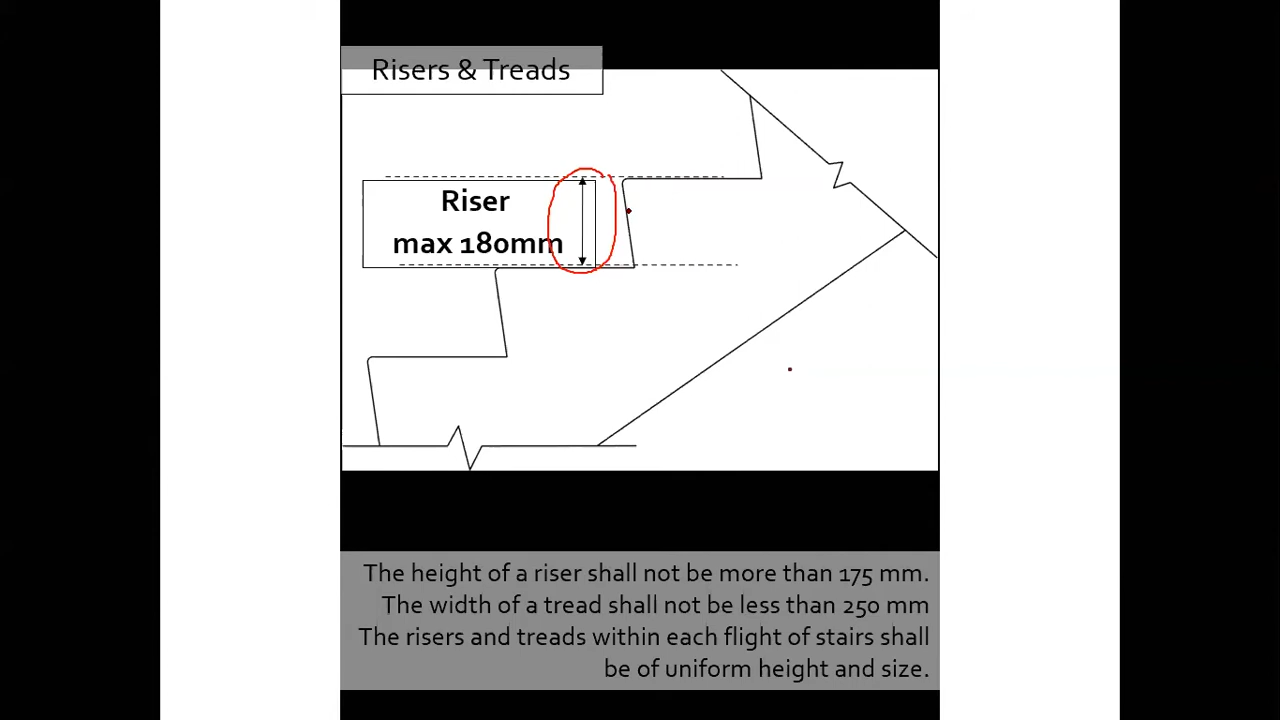 Risers & Treads
Riser
max 180mm
The height of a riser shall not be more than 175 mm.
The width of a tread shall not be less than 250 mm
The risers and treads within each flight of stairs shall
be of uniform height and size.